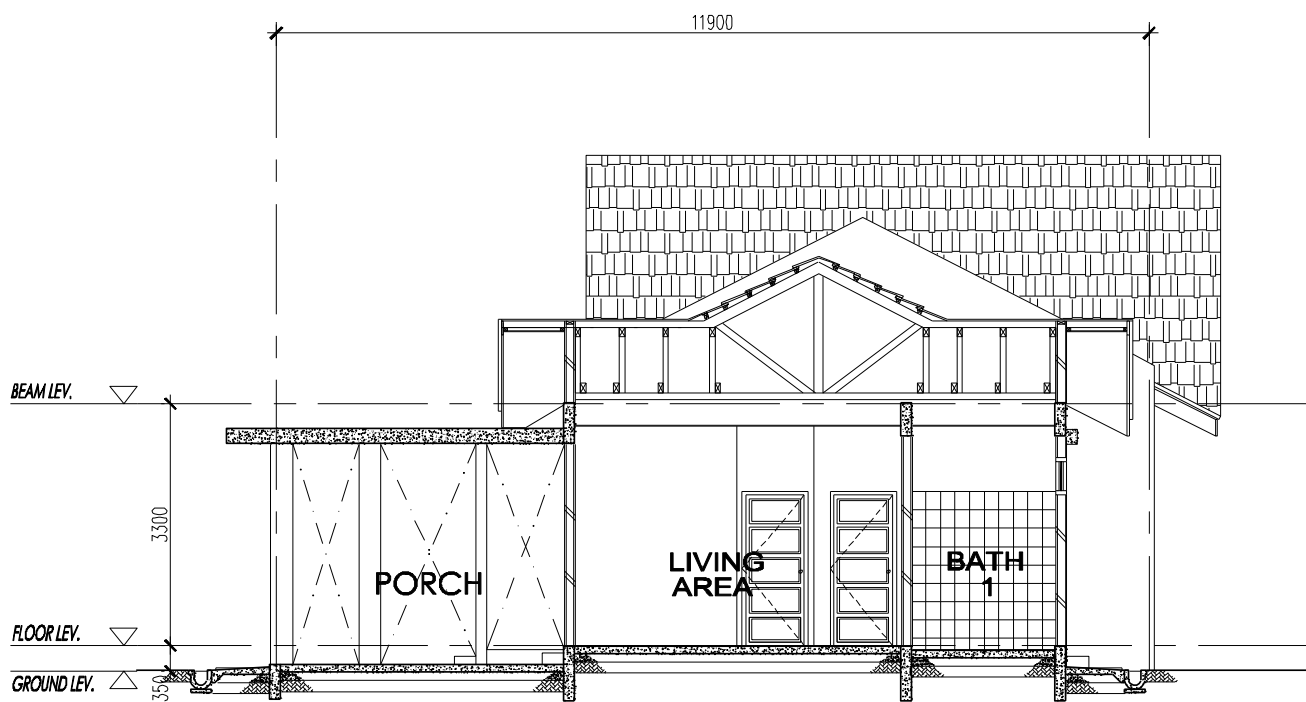 11900
BEAM LEV.
3300
LIVING
AREA
BATH
1
PORCH
FLOOR LEV.
350
GROUND LEV.